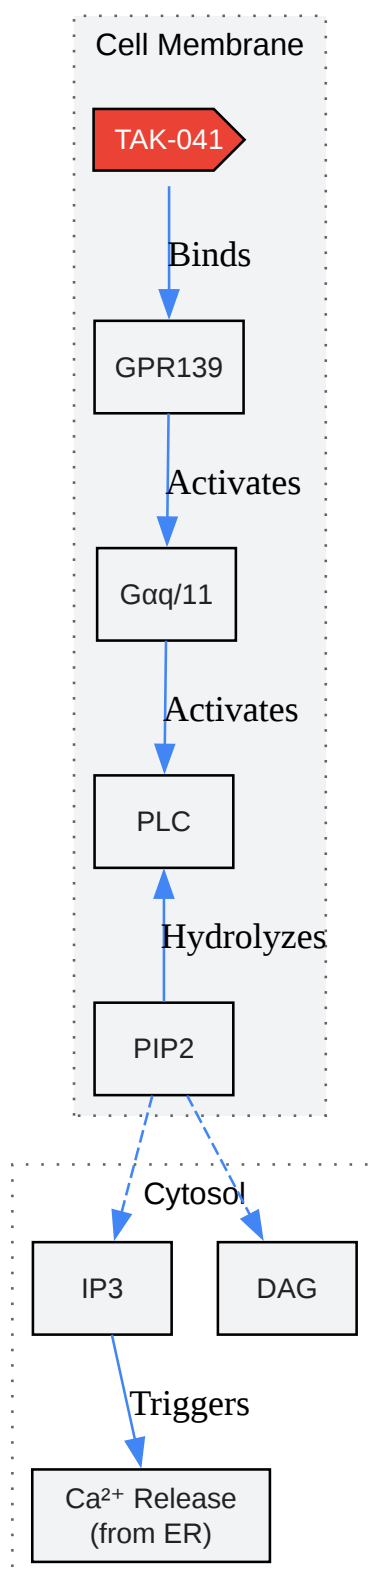 Cell Membrane
TAK-041
Binds
GPR139
Activates
Gαq/11
Activates
PLC
Hydrolyzes
PIP2
Cytosol
IP3
DAG
Triggers
Ca²⁺ Release
(from ER)